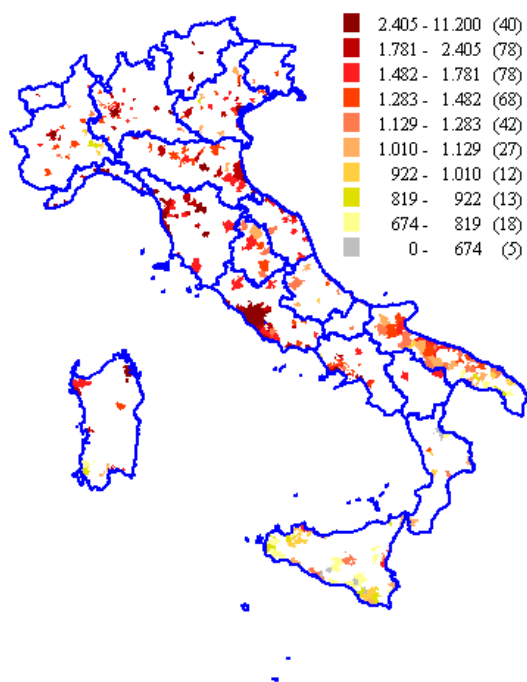 2.405 - 11.200 (40)
1.781 - 2.405 (78)
1.482 - 1.781 (78)
1.283 - 1.482 (68)
1.129 - 1.283 (42)
1.010 - 1.129 (27)
922 - 1.010 (12)
819 - 922 (13)
674 - 819 (18)
0 - 674 (5)